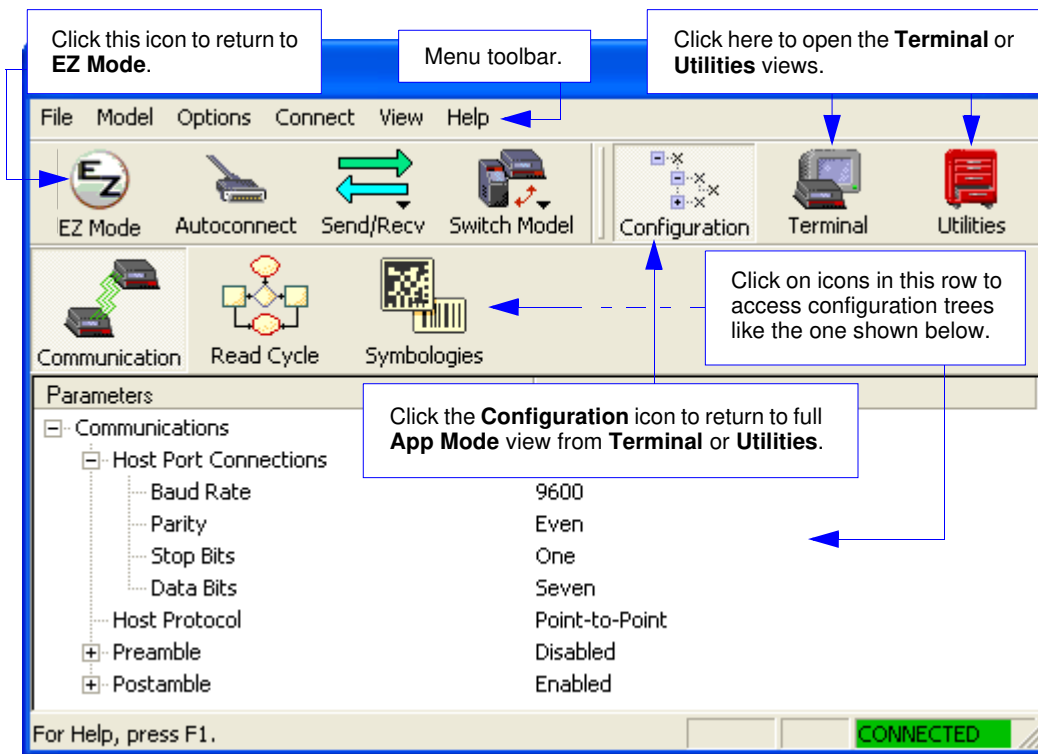 Click this icon to return to
EZ Mode.
Menu toolbar.
Click here to open the Terminal or
Utilities views.
File Model Options Connect View Help
EZ
EZ Mode Autoconnect Send/Recv Switch Model Configuration Terminal Utilities
Click on icons in this row to
access configuration trees
like the one shown below.
Communication Read Cycle Symbologies
Parameters
Click the Configuration icon to return to full
App Mode view from Terminal or Utilities.
Communications
Host Port Connections
Baud Rate 9600
Parity Even
Stop Bits One
Data Bits Seven
Host Protocol Point-to-Point
Preamble Disabled
Postamble Enabled
For Help, press F1. CONNECTED